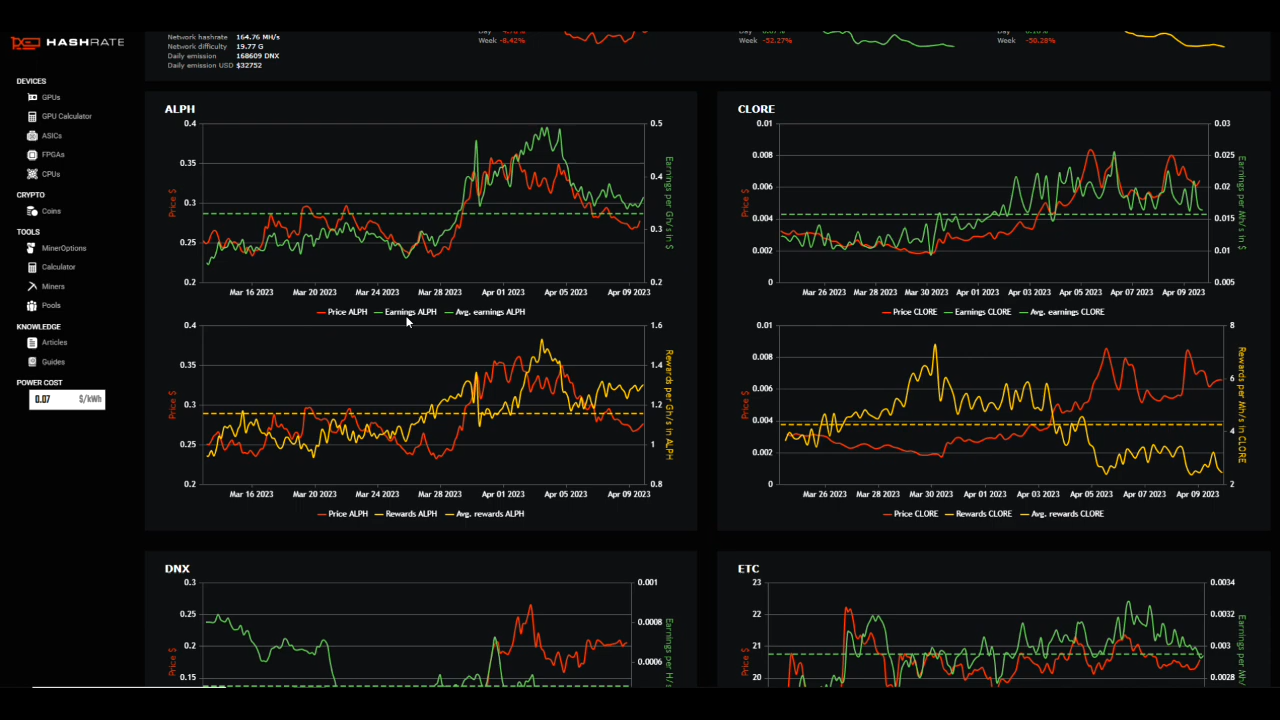 HASHRATE
DEVICES
GPUs
GPU Calculator
ASICs
FPGAs
CPUs
CRYPTO
Coins
TOOLS
MinerOptions
Calculator
Miners
Pools
KNOWLEDGE
Articles
Guides
POWER COST
0.07 $/kWh
Network hashrate 164.76 MH/s
Network difficulty 19.77 G
Daily emission 168609 DNX
Daily emission USD $32752
Week -8.42%
Week -52.27%
Week -50.28%
ALPH
0.4
0.35
0.3
0.25
0.2
Price $
0.5
0.4
0.3
0.2
Earnings per Gh/s in $
Mar 16 2023 Mar 20 2023 Mar 24 2023 Mar 28 2023 Apr 01 2023 Apr 05 2023 Apr 09 2023
Price ALPH Earnings ALPH Avg. earnings ALPH
0.4
0.35
0.3
0.25
0.2
Price $
1.6
1.4
1.2
1
0.8
Rewards per Gh/s in ALPH
Mar 16 2023 Mar 20 2023 Mar 24 2023 Mar 28 2023 Apr 01 2023 Apr 05 2023 Apr 09 2023
Price ALPH Rewards ALPH Avg. rewards ALPH
CLORE
0.01
0.008
0.006
0.004
0.002
0
Price $
0.03
0.025
0.02
0.015
0.01
0.005
Earnings per Mh/s in $
Mar 26 2023 Mar 28 2023 Mar 30 2023 Apr 01 2023 Apr 03 2023 Apr 05 2023 Apr 07 2023 Apr 09 2023
Price CLORE Earnings CLORE Avg. earnings CLORE
0.01
0.008
0.006
0.004
0.002
0
Price $
8
6
4
2
Rewards per Mh/s in CLORE
Mar 26 2023 Mar 28 2023 Mar 30 2023 Apr 01 2023 Apr 03 2023 Apr 05 2023 Apr 07 2023 Apr 09 2023
Price CLORE Rewards CLORE Avg. rewards CLORE
DNX
0.3
0.25
0.2
0.15
Price $
0.001
0.0008
0.0006
Earnings per H/s
ETC
23
22
21
20
Price $
0.0034
0.0032
0.003
0.0028
Earnings per Mh/